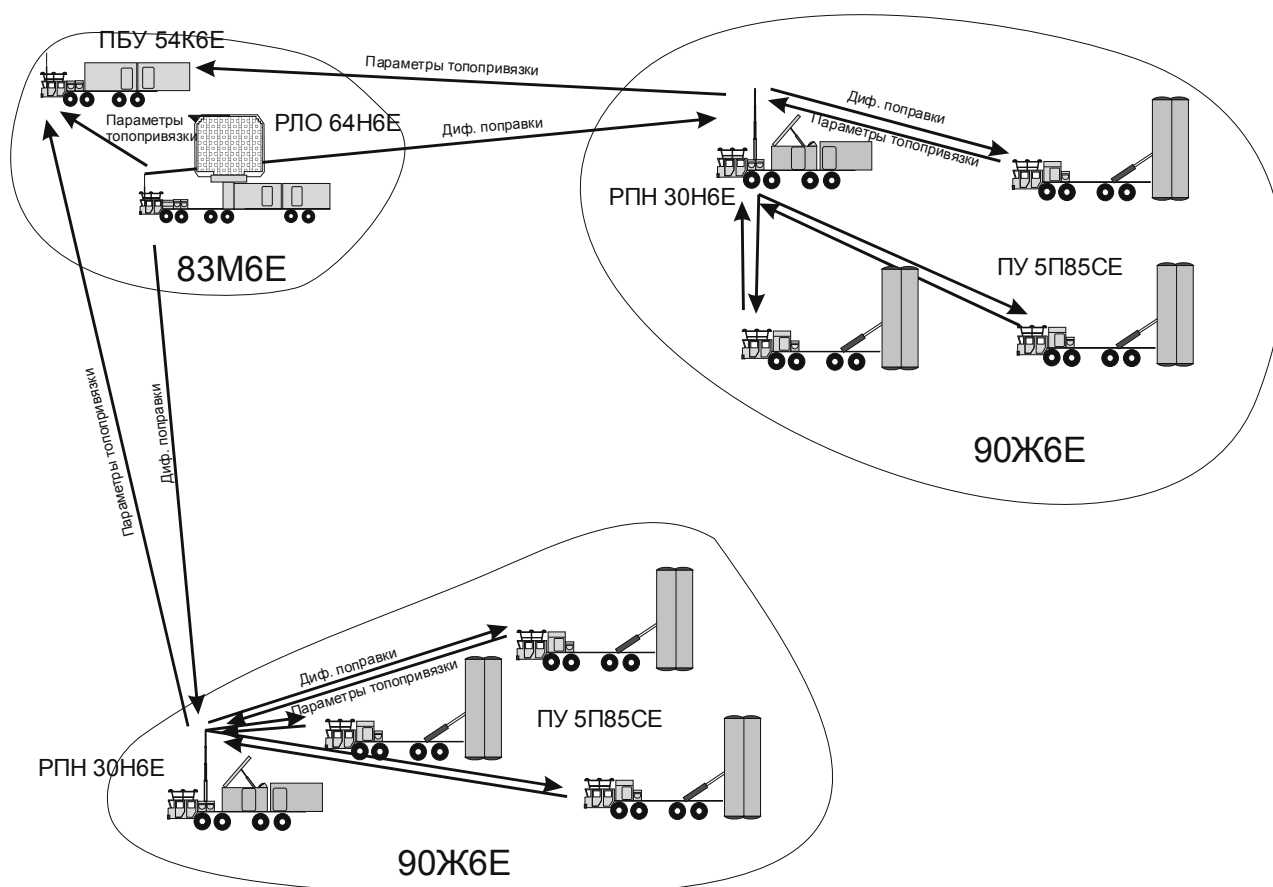 ПБУ 54К6Е
Параметры
топопривязки
РЛО 64Н6Е
83М6Е
Параметры топопривязки
Диф. поправки
Диф. поправки
Параметры топопривязки
РПН 30Н6Е
ПУ 5П85СЕ
90Ж6Е
Параметры топопривязки
Диф. поправки
Диф. поправки
Параметры топопривязки
ПУ 5П85СЕ
РПН 30Н6Е
90Ж6Е